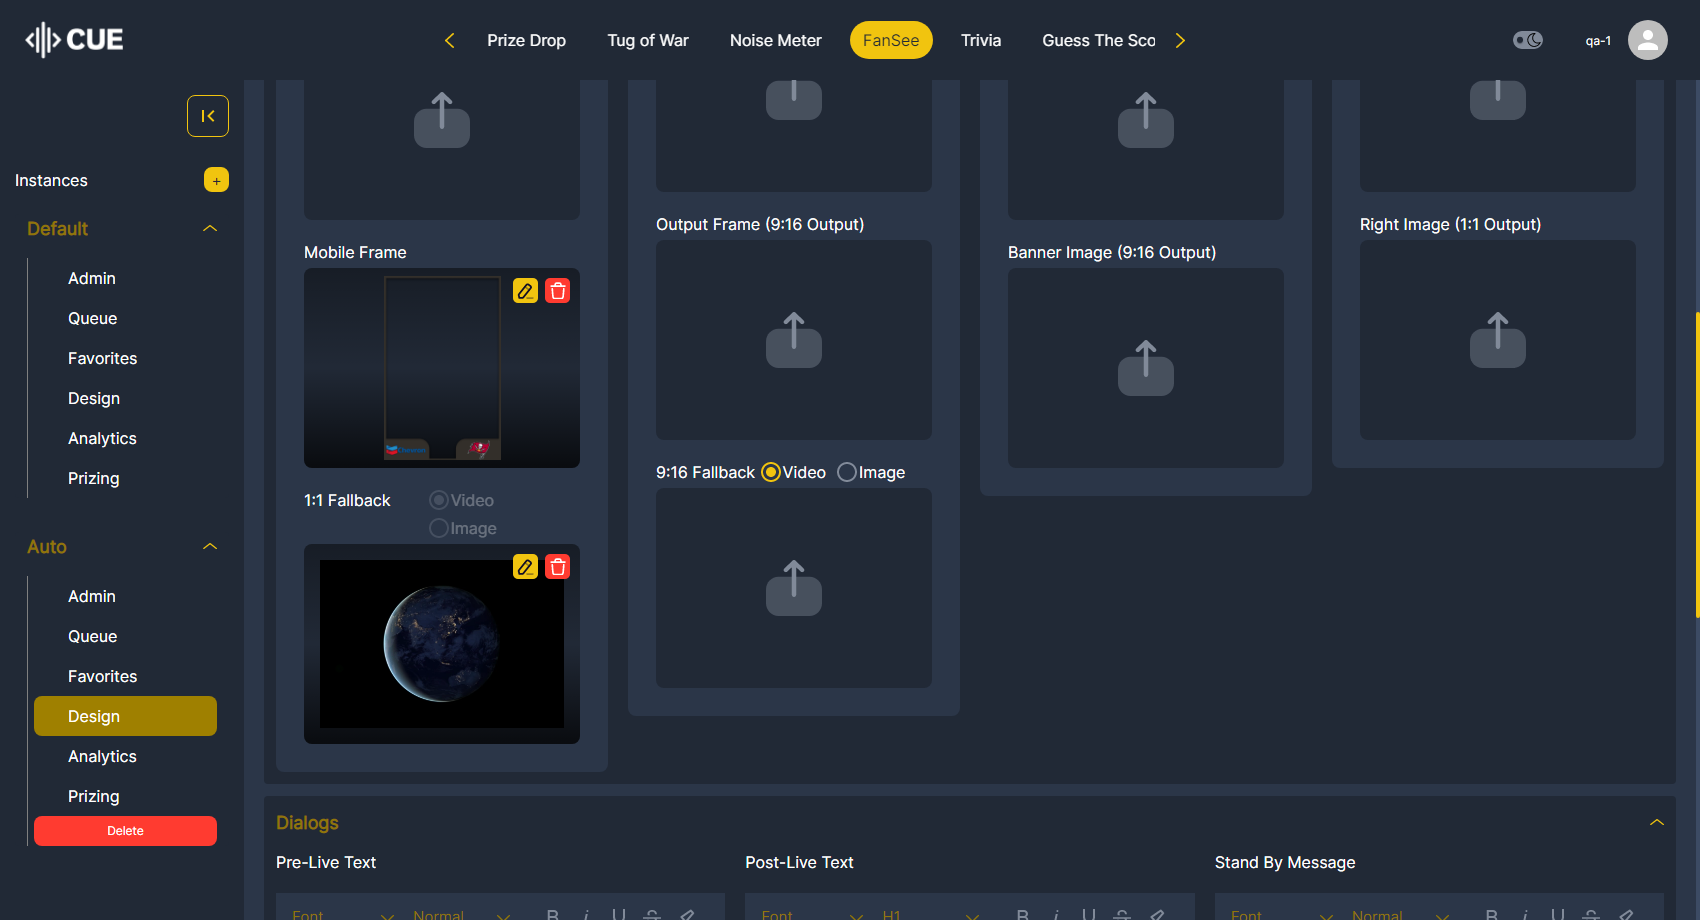 CUE
Prize Drop
Tug of War
Noise Meter
FanSee
Trivia
Guess The Sco
qa-1
Instances
+
Default
Admin
Queue
Favorites
Design
Analytics
Prizing
Auto
Admin
Queue
Favorites
Design
Analytics
Prizing
Delete
Mobile Frame
1:1 Fallback
Video
Image
Output Frame (9:16 Output)
9:16 Fallback Video Image
Banner Image (9:16 Output)
Right Image (1:1 Output)
Dialogs
Pre-Live Text
Font Normal B i U S
Post-Live Text
Font H1 B i U S
Stand By Message
Font Normal B i U S